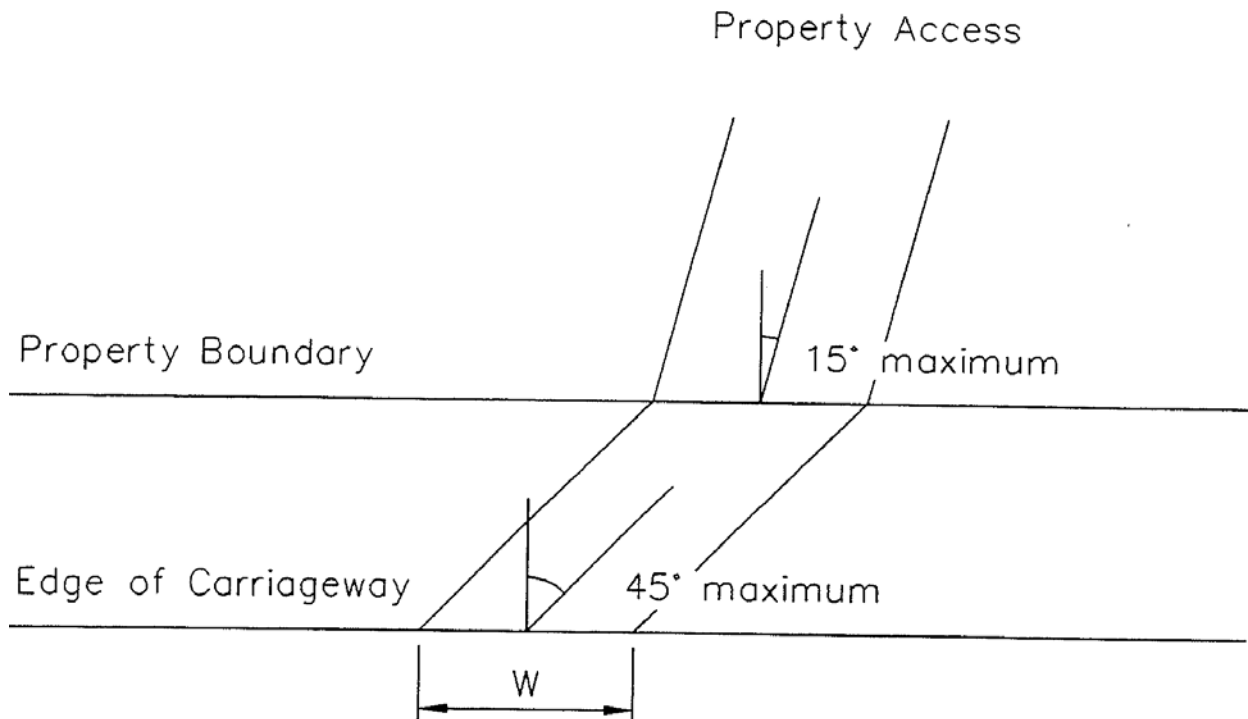 Property Access
Property Boundary
15° maximum
Edge of Carriageway
45° maximum
W